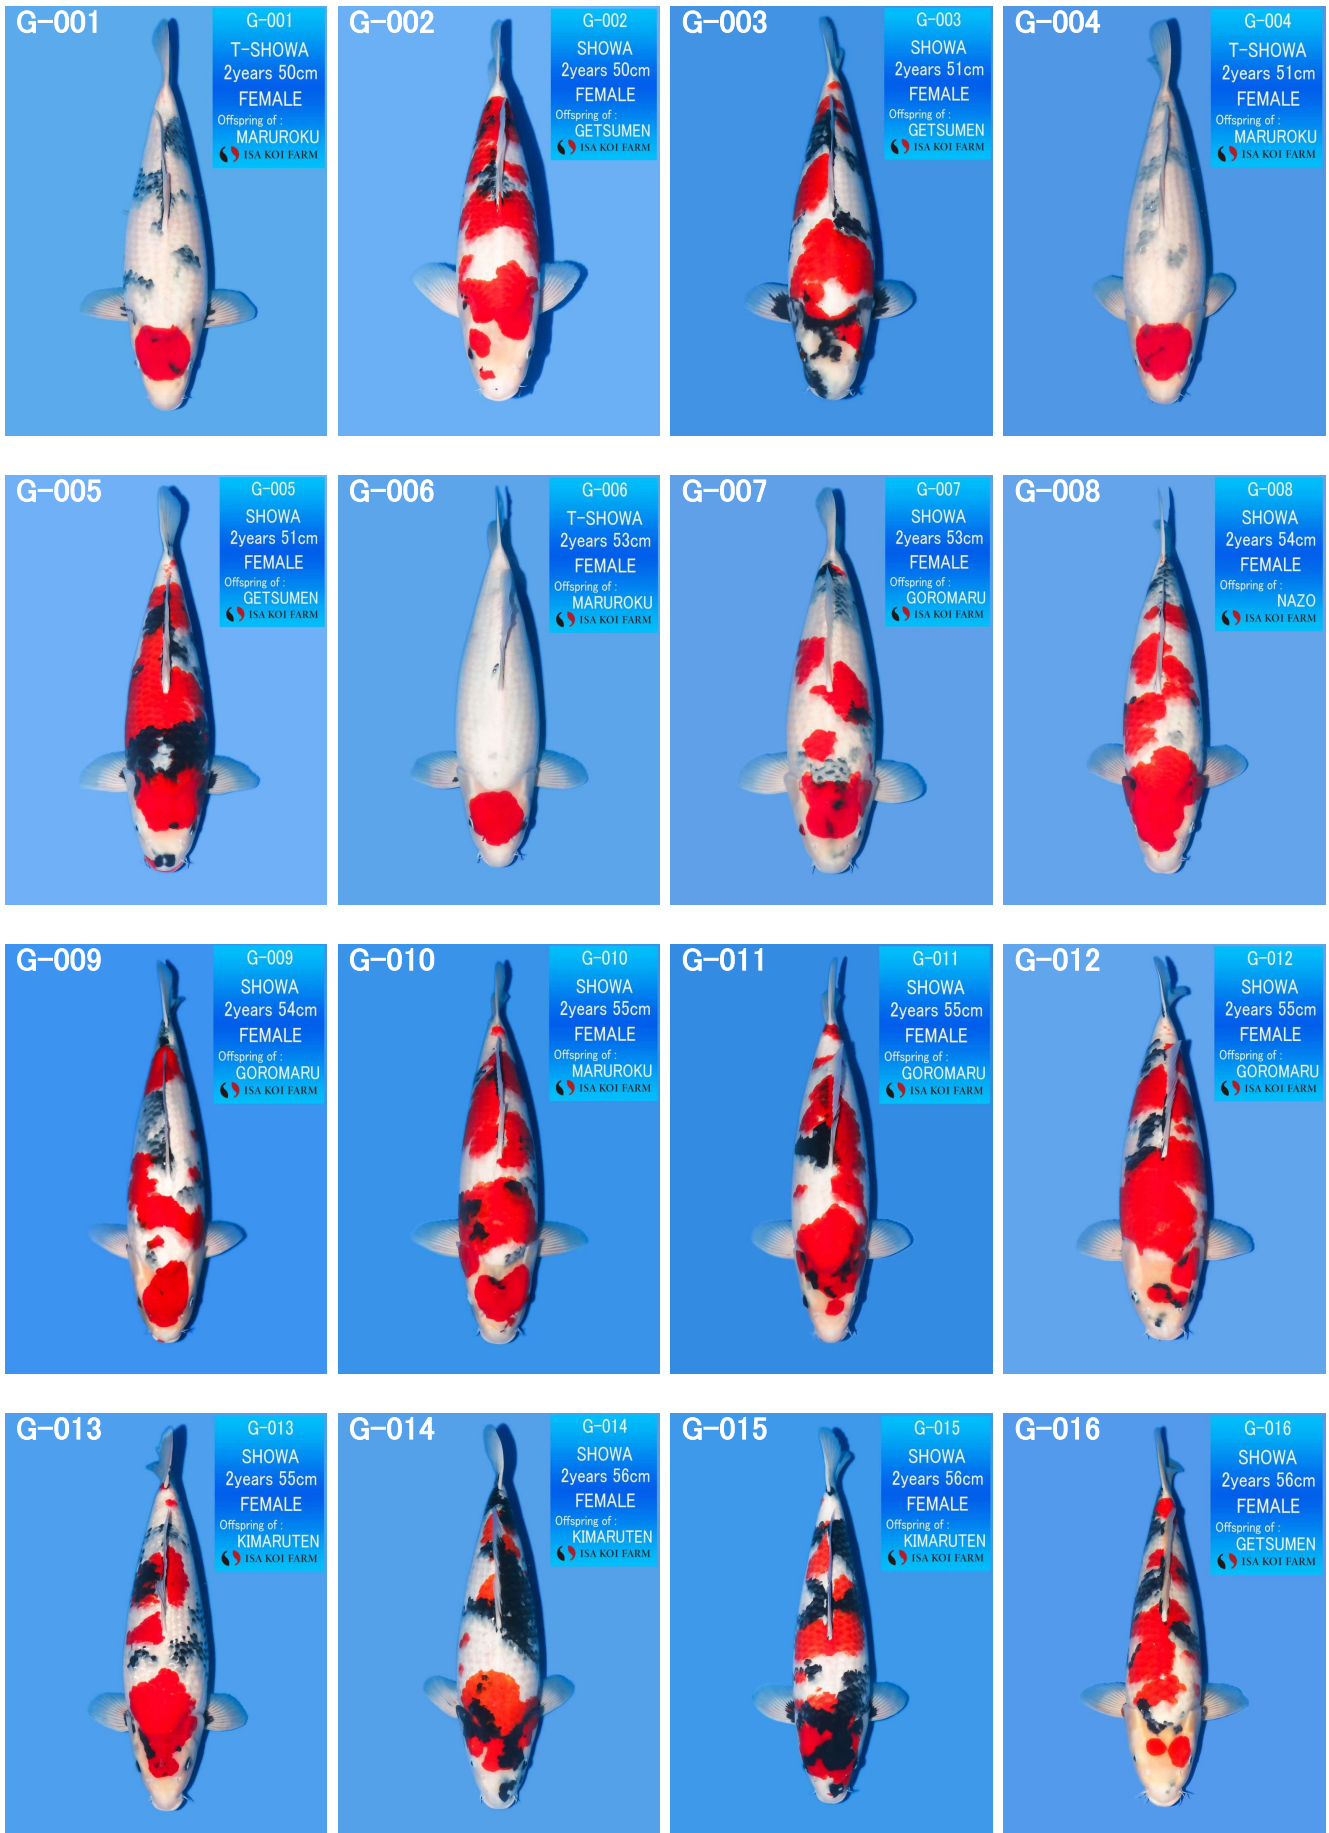 G-001
G-001
T-SHOWA
2years 50cm
FEMALE
Offspring of :
MARUROKU
ISA KOI FARM
G-002
G-002
SHOWA
2years 50cm
FEMALE
Offspring of :
GETSUMEN
ISA KOI FARM
G-003
G-003
SHOWA
2years 51cm
FEMALE
Offspring of :
GETSUMEN
ISA KOI FARM
G-004
G-004
T-SHOWA
2years 51cm
FEMALE
Offspring of :
MARUROKU
ISA KOI FARM
G-005
G-005
SHOWA
2years 51cm
FEMALE
Offspring of :
GETSUMEN
ISA KOI FARM
G-006
G-006
T-SHOWA
2years 53cm
FEMALE
Offspring of :
MARUROKU
ISA KOI FARM
G-007
G-007
SHOWA
2years 53cm
FEMALE
Offspring of :
GOROMARU
ISA KOI FARM
G-008
G-008
SHOWA
2years 54cm
FEMALE
Offspring of :
NAZO
ISA KOI FARM
G-009
G-009
SHOWA
2years 54cm
FEMALE
Offspring of :
GOROMARU
ISA KOI FARM
G-010
G-010
SHOWA
2years 55cm
FEMALE
Offspring of :
MARUROKU
ISA KOI FARM
G-011
G-011
SHOWA
2years 55cm
FEMALE
Offspring of :
GOROMARU
ISA KOI FARM
G-012
G-012
SHOWA
2years 55cm
FEMALE
Offspring of :
GOROMARU
ISA KOI FARM
G-013
G-013
SHOWA
2years 55cm
FEMALE
Offspring of :
KIMARUTEN
ISA KOI FARM
G-014
G-014
SHOWA
2years 56cm
FEMALE
Offspring of :
KIMARUTEN
ISA KOI FARM
G-015
G-015
SHOWA
2years 56cm
FEMALE
Offspring of :
KIMARUTEN
ISA KOI FARM
G-016
G-016
SHOWA
2years 56cm
FEMALE
Offspring of :
GETSUMEN
ISA KOI FARM